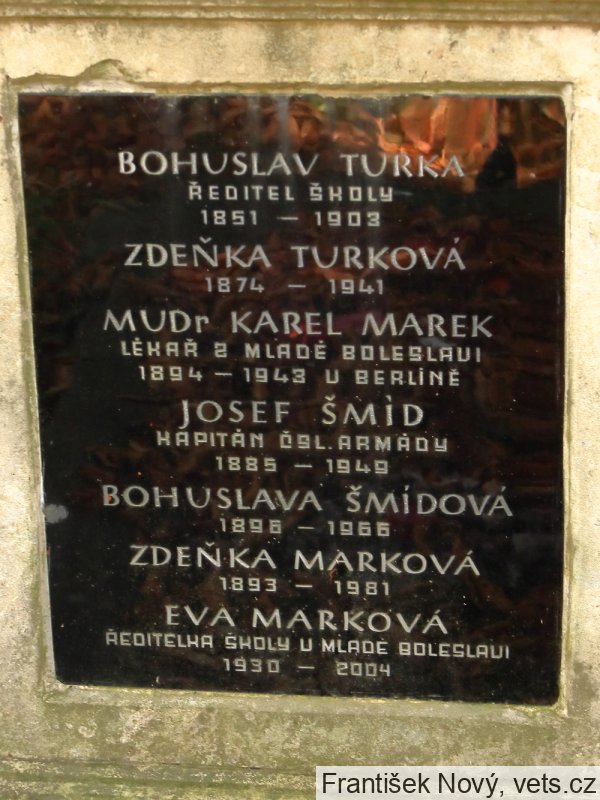 BOHUSLAV TURKA
ŘEDITEL ŠKOLY
1851 – 1903
ZDEŇKA TURKOVÁ
1874 – 1941
MUDr KAREL MAREK
LÉKAŘ Z MLADÉ BOLESLAVI
1894 – 1943 V BERLÍNĚ
JOSEF ŠMÍD
KAPITÁN ČSL. ARMÁDY
1885 – 1949
BOHUSLAVA ŠMÍDOVÁ
1896 – 1966
ZDEŇKA MARKOVÁ
1893 – 1981
EVA MARKOVÁ
ŘEDITELKA ŠKOLY V MLADÉ BOLESLAVI
1930 – 2004
František Nový, vets.cz